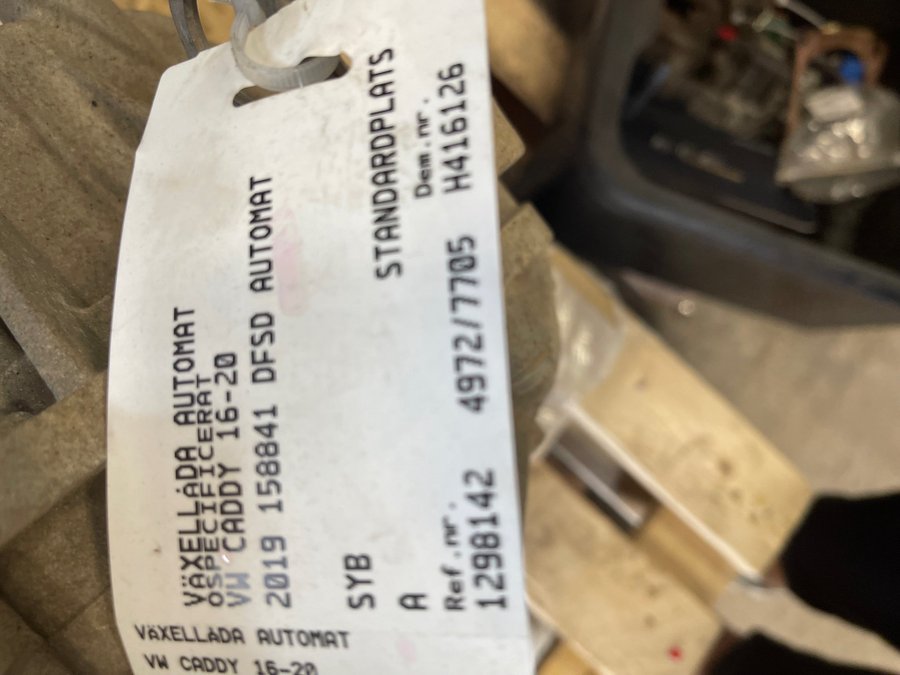 VÄXELLÅDA AUTOMAT
OSPECIFICERAT
VW CADDY 16-20
2019 158841 DFSD AUTOMAT
SYB
STANDARDPLATS
A
Dem.nr.
Ref.nr.
1298142 4972/7705 H416126
VÄXELLÅDA AUTOMAT
VW CADDY 16-20